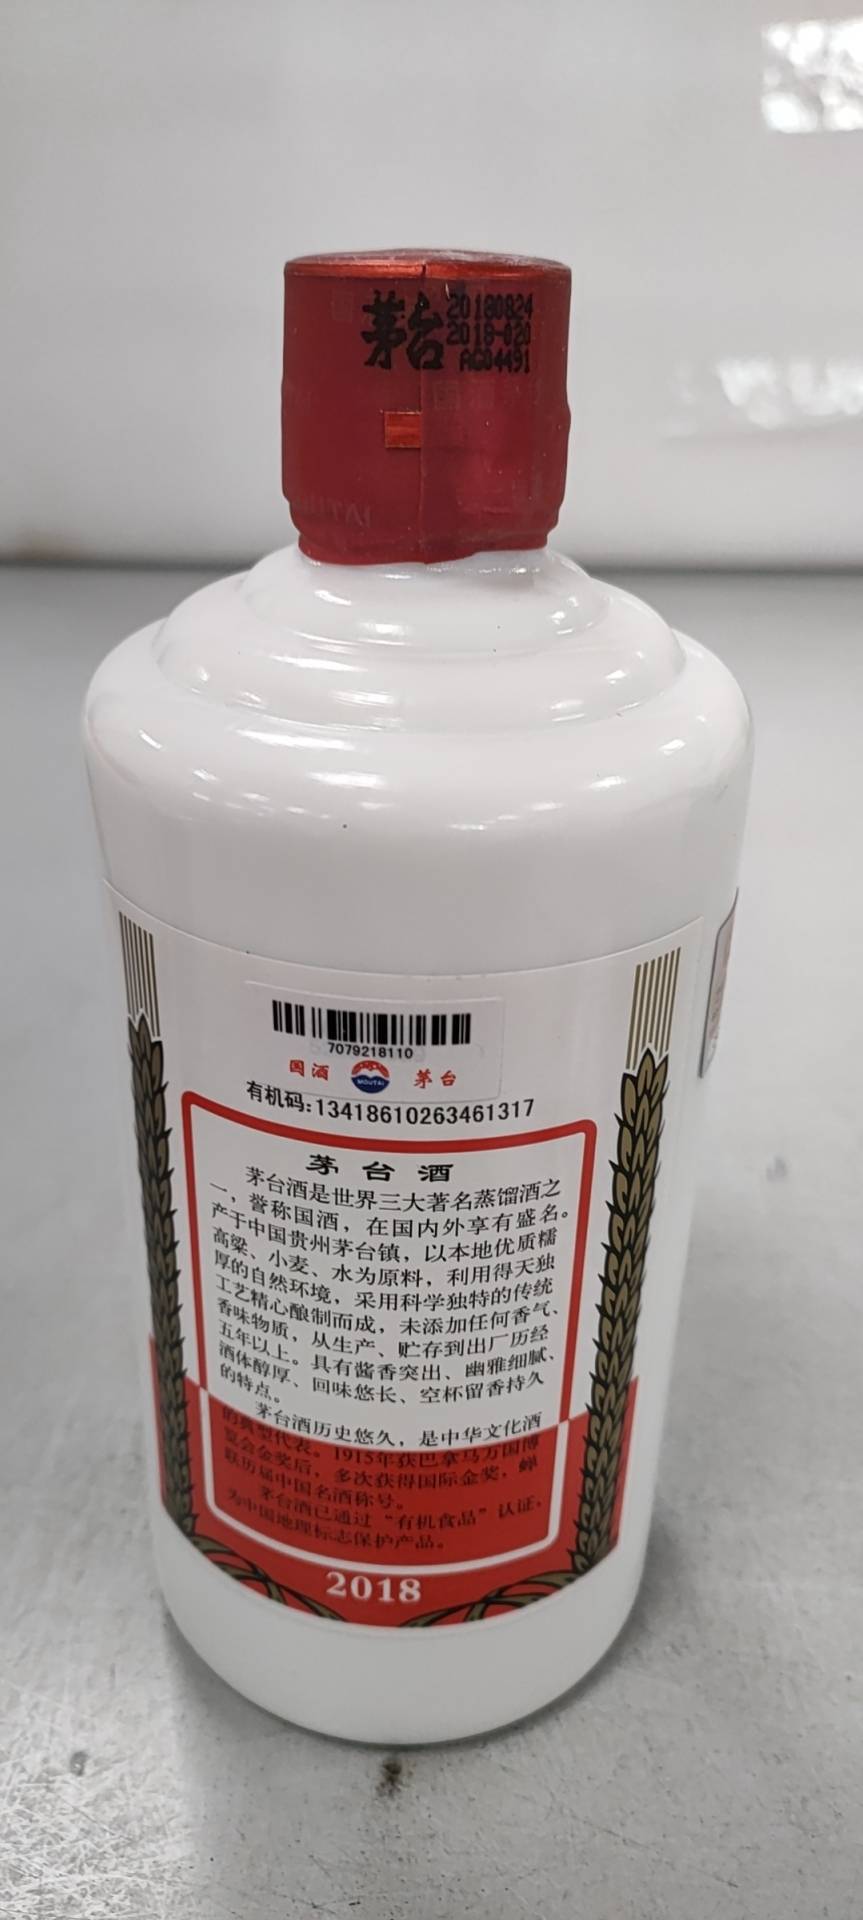 茅台
20180824
2018-020
AG04491
7079218110
国酒
MOUTAI
茅台
有机码:13418610263461317
茅台酒
茅台酒是世界三大著名蒸馏酒之
一，誉称国酒，在国内外享有盛名。
产于中国贵州茅台镇，以本地优质糯
高粱、小麦、水为原料，利用得天独
厚的自然环境，采用科学独特的传统
工艺精心酿制而成，未添加任何香气、
香味物质，从生产、贮存到出厂历经
五年以上。具有酱香突出、幽雅细腻、
酒体醇厚、回味悠长、空杯留香持久
的特点。
茅台酒历史悠久，是中华文化酒
的典型代表。1915年获巴拿马万国博
览会金奖后，多次获得国际金奖，蝉
联历届中国名酒称号。
茅台酒已通过“有机食品”认证，
为中国地理标志保护产品。
2018